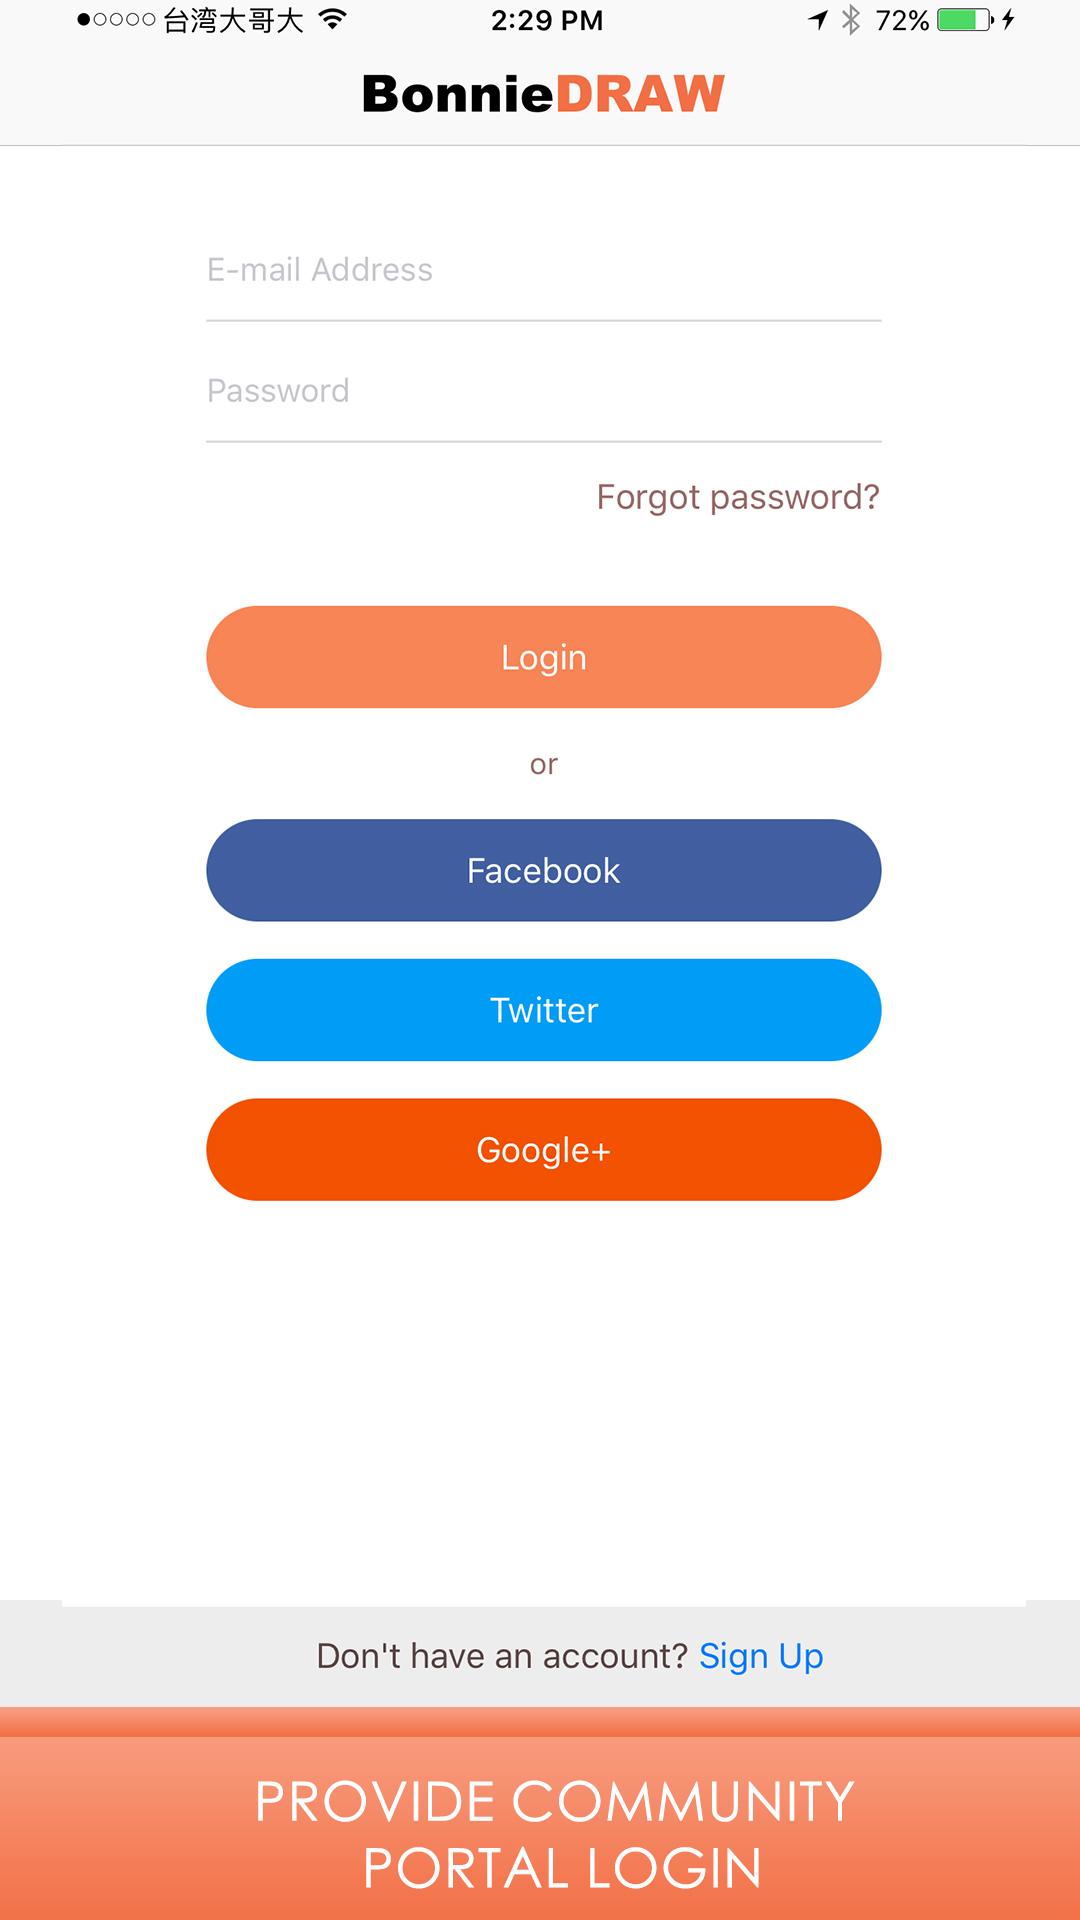 台湾大哥大 2:29 PM 72%
BonnieDRAW
E-mail Address
Password
Forgot password?
Login
or
Facebook
Twitter
Google+
Don't have an account? Sign Up
PROVIDE COMMUNITY
PORTAL LOGIN